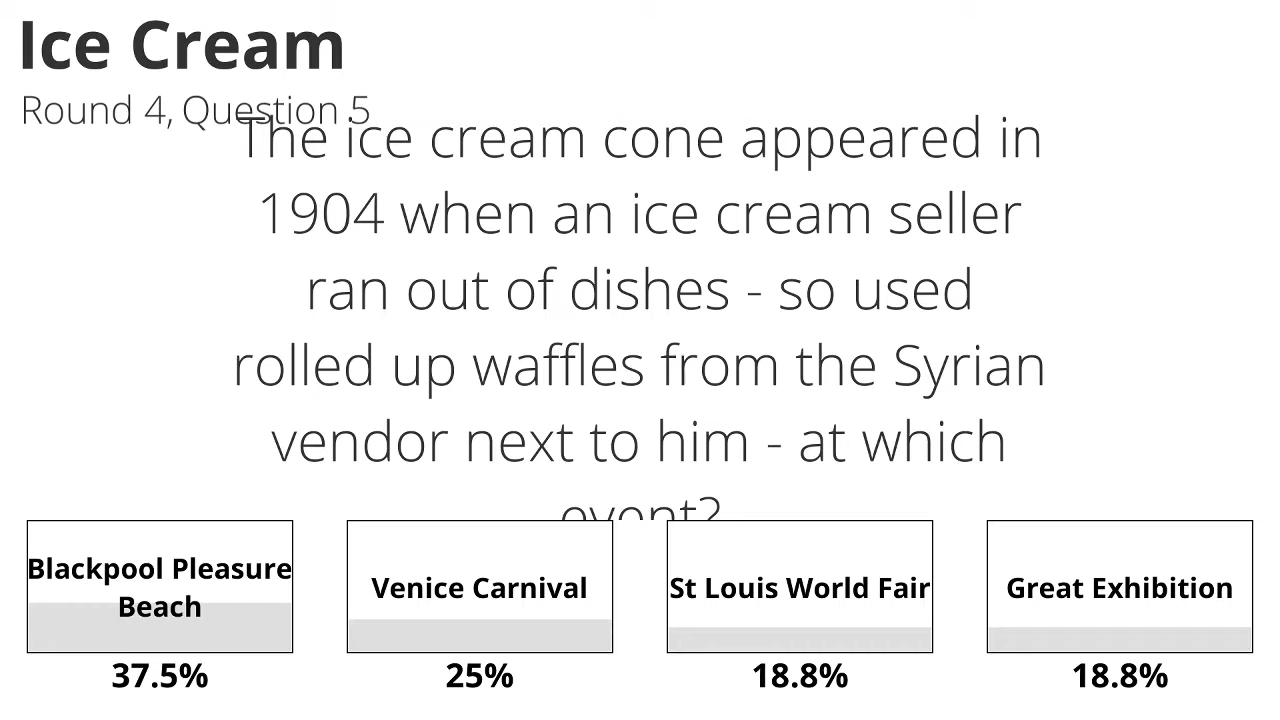 Ice Cream
Round 4, Question 5
The ice cream cone appeared in
1904 when an ice cream seller
ran out of dishes - so used
rolled up waffles from the Syrian
vendor next to him - at which
event?
Blackpool Pleasure
Beach
Venice Carnival
St Louis World Fair
Great Exhibition
37.5%
25%
18.8%
18.8%